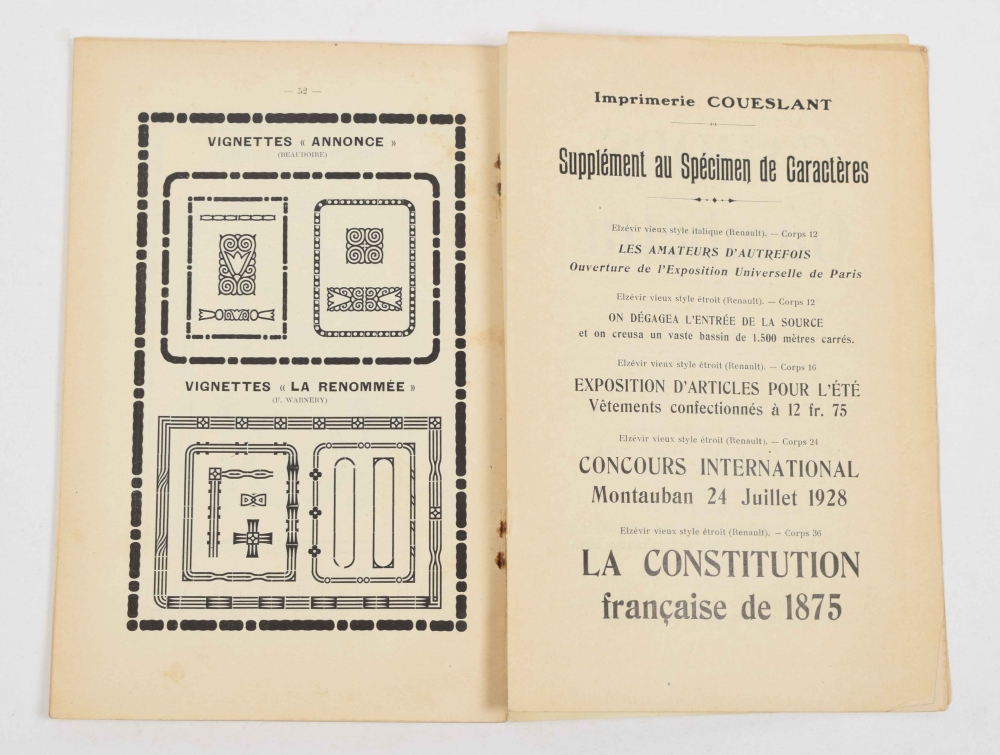 — 52 —
VIGNETTES « ANNONCE »
(BEAUDOIRE)
VIGNETTES « LA RENOMMÉE »
(F. WARNERY)
Imprimerie COUESLANT
Supplément au Spécimen de Caractères
Elzévir vieux style italique (Renault). — Corps 12
LES AMATEURS D'AUTREFOIS
Ouverture de l'Exposition Universelle de Paris
Elzévir vieux style étroit (Renault). — Corps 12
ON DÉGAGEA L'ENTRÉE DE LA SOURCE
et on creusa un vaste bassin de 1.500 mètres carrés.
Elzévir vieux style étroit (Renault). — Corps 16
EXPOSITION D'ARTICLES POUR L'ÉTÉ
Vêtements confectionnés à 12 fr. 75
Elzévir vieux style étroit (Renault). — Corps 24
CONCOURS INTERNATIONAL
Montauban 24 Juillet 1928
Elzévir vieux style étroit (Renault). — Corps 36
LA CONSTITUTION
française de 1875